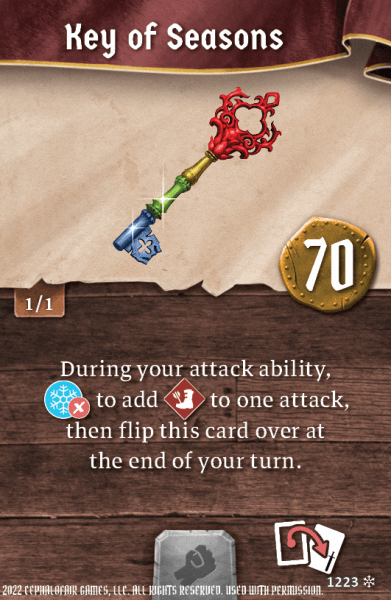 Key of Seasons
70
1/1
During your attack ability,
to add to one attack,
then flip this card over at
the end of your turn.
1223
2022 CEPHALOFAIR GAMES, LLC. ALL RIGHTS RESERVED. USED WITH PERMISSION.